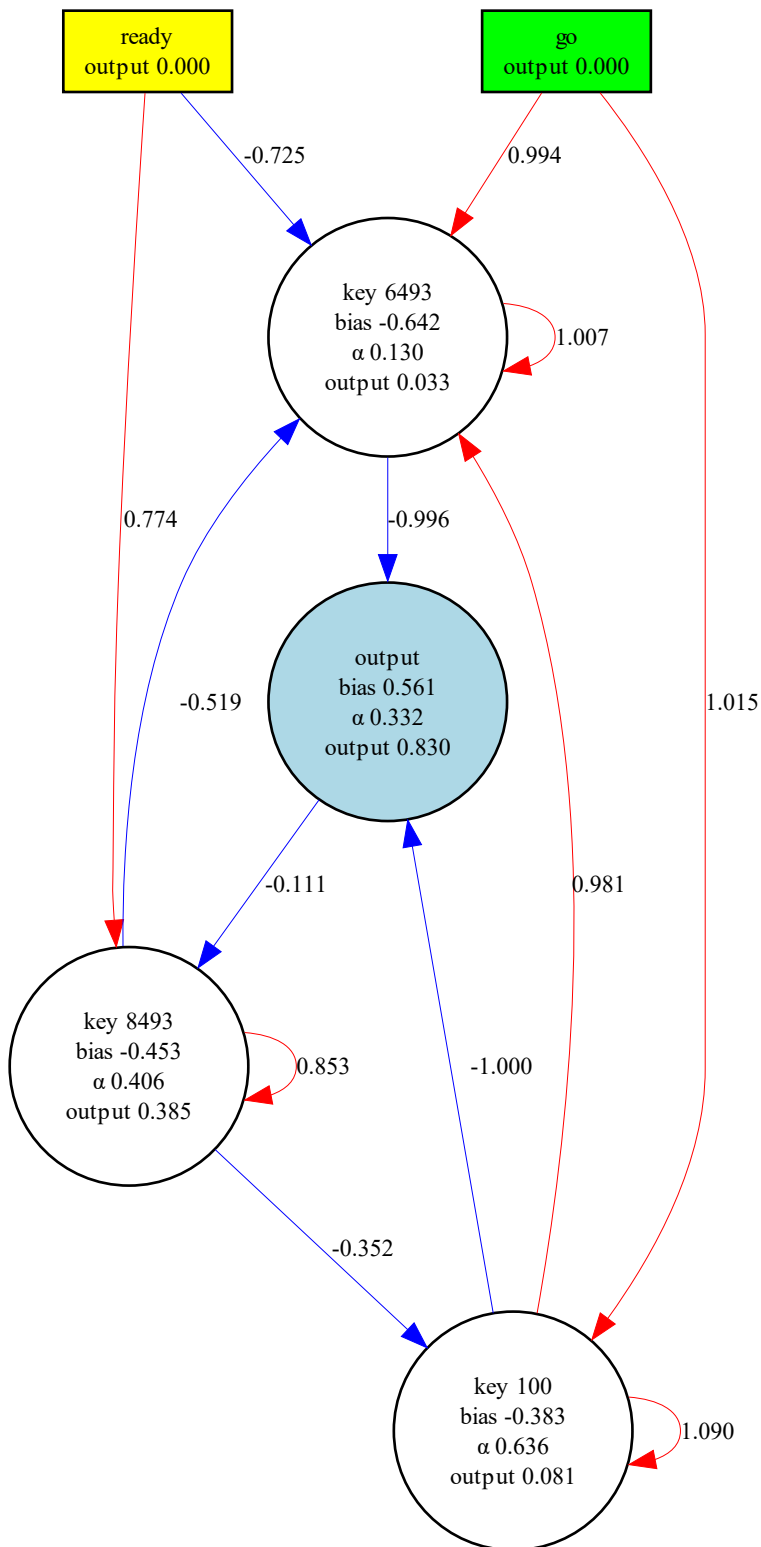 ready
output 0.000
go
output 0.000
-0.725
0.994
key 6493
bias -0.642
α 0.130
output 0.033
1.007
0.774
-0.996
-0.519
output
bias 0.561
α 0.332
output 0.830
1.015
-0.111
0.981
key 8493
bias -0.453
α 0.406
output 0.385
0.853
-1.000
-0.352
key 100
bias -0.383
α 0.636
output 0.081
1.090